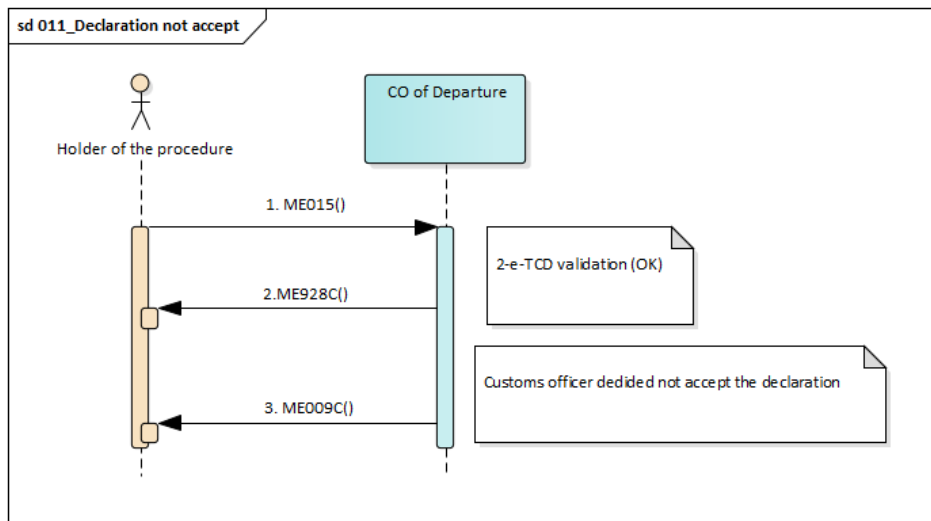 sd 011_Declaration not accept
CO of Departure
Holder of the procedure
1. ME015()
2-e-TCD validation (OK)
2.ME928C()
Customs officer dedided not accept the declaration
3. ME009C()